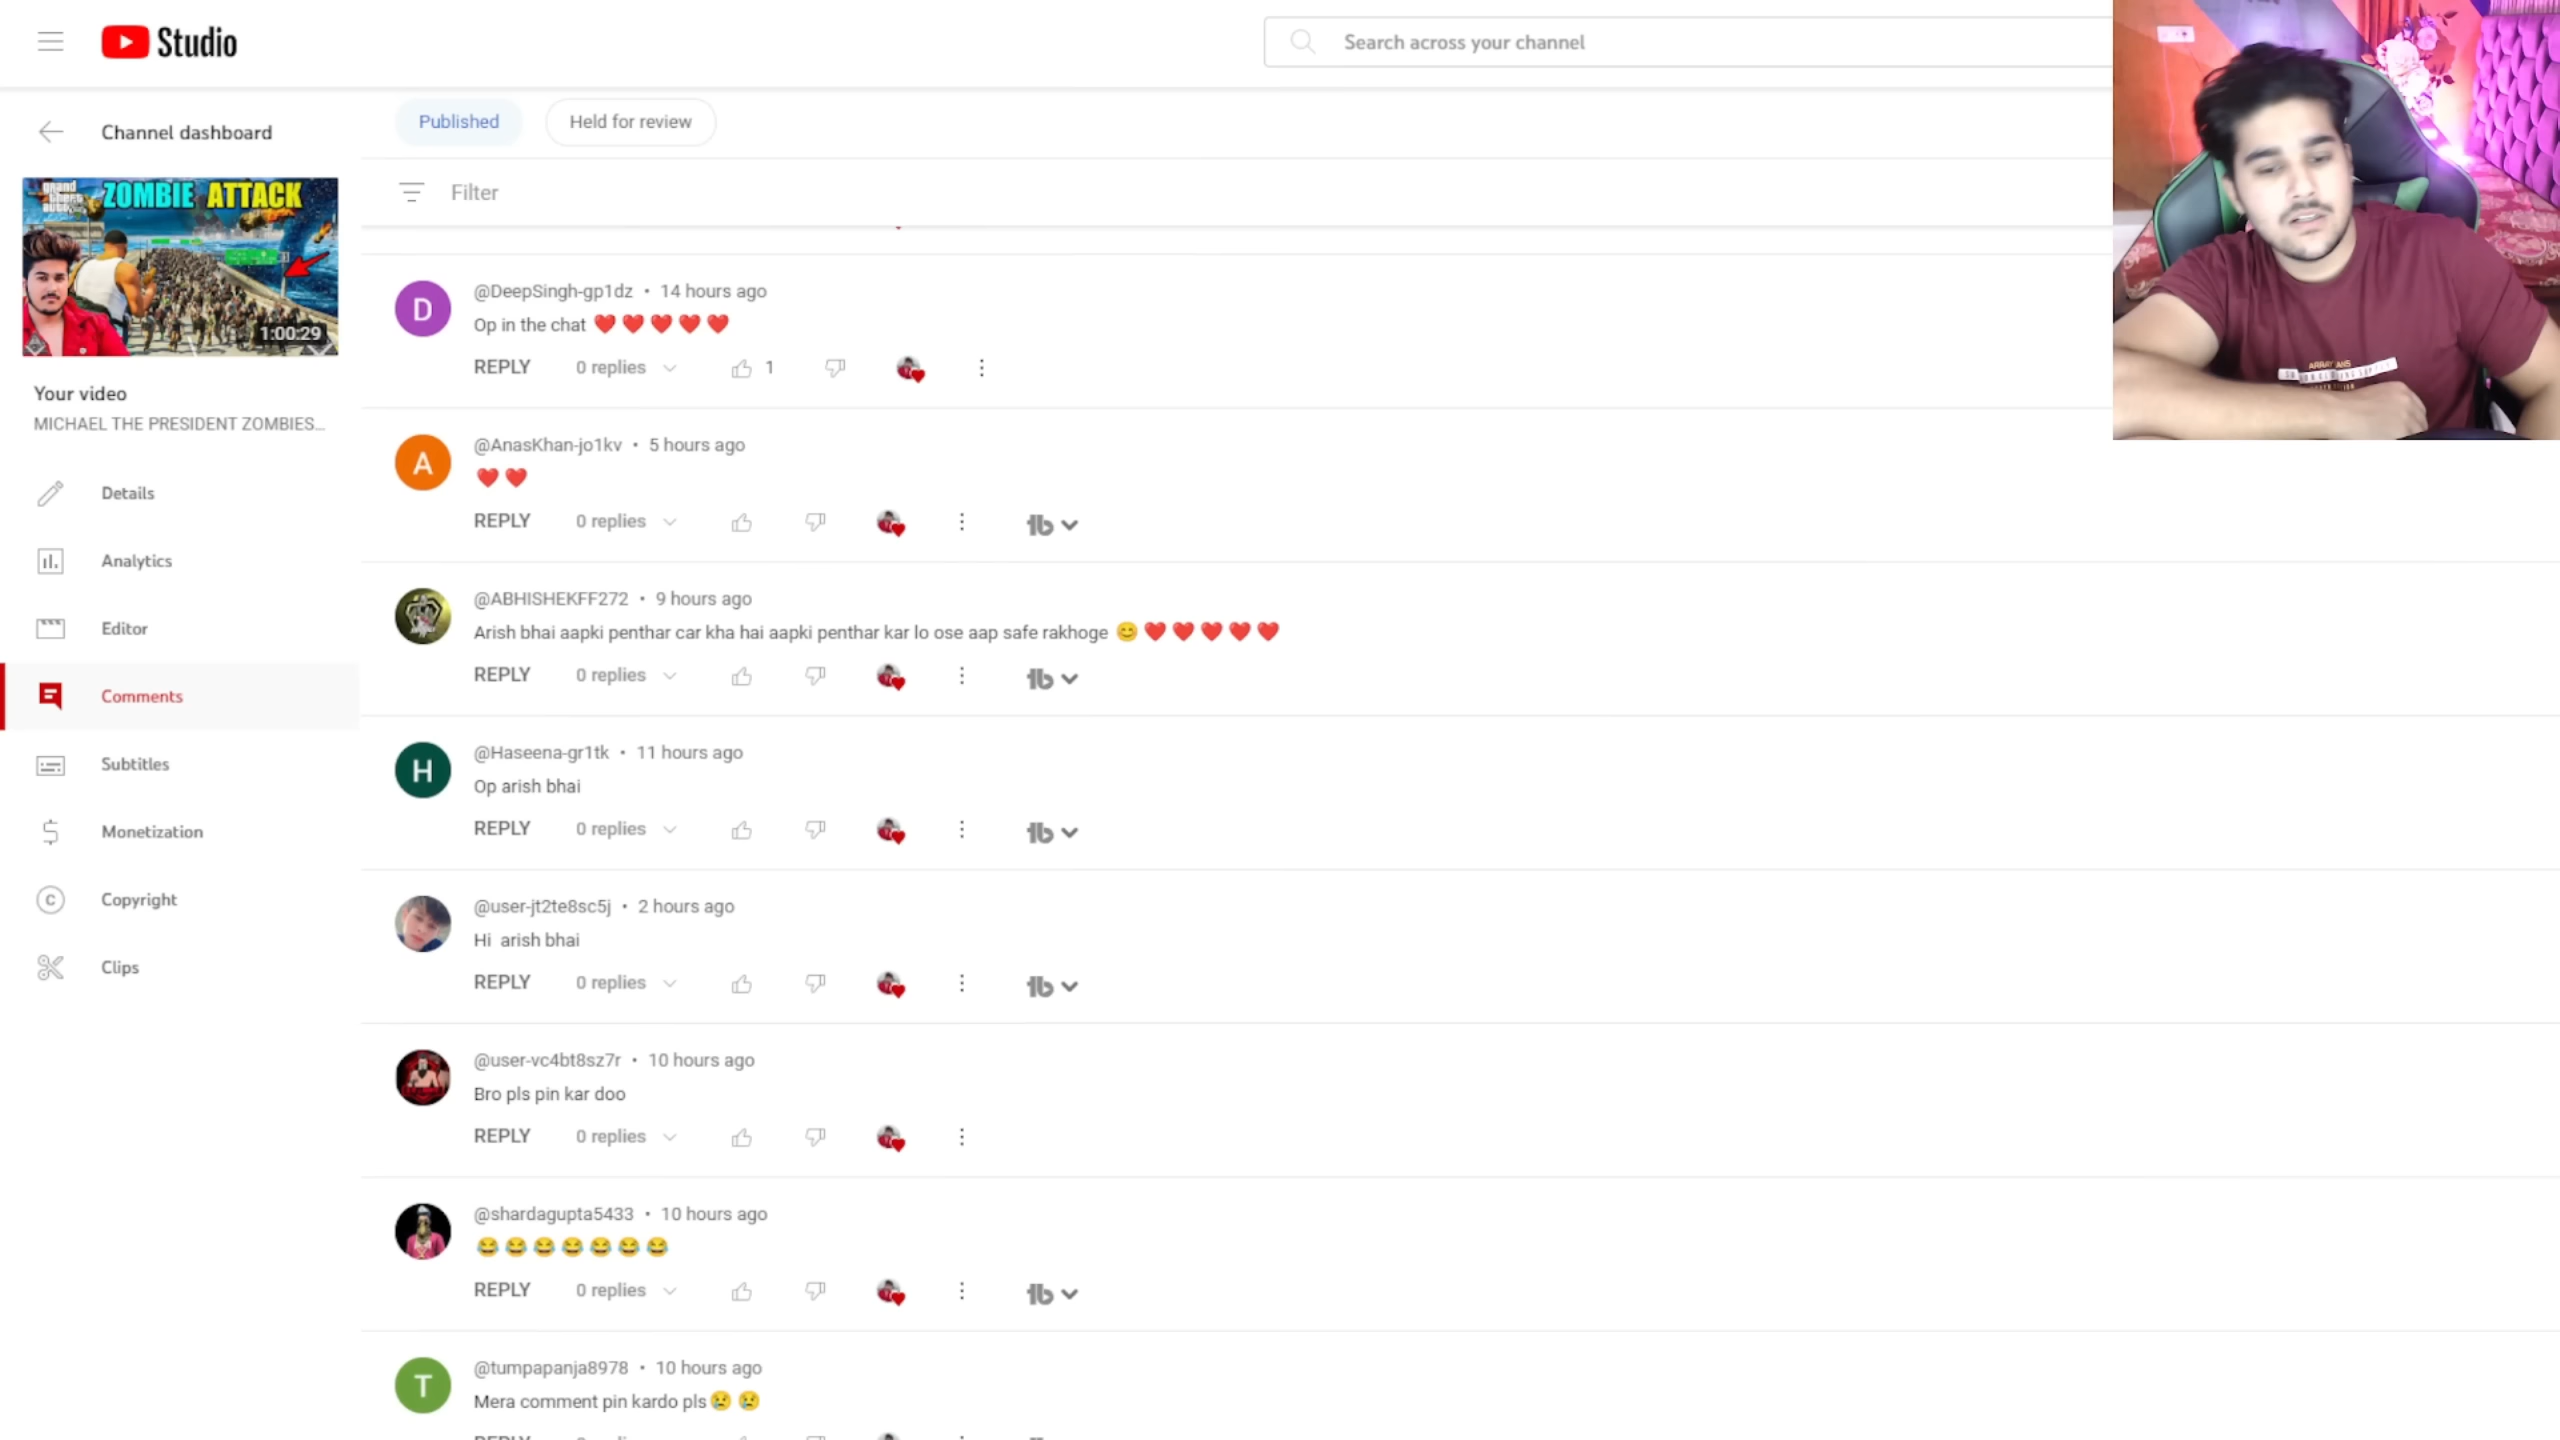 Studio
Search across your channel
Channel dashboard
Published
Held for review
Filter
grand theft auto
ZOMBIE ATTACK
1:00:29
Your video
MICHAEL THE PRESIDENT ZOMBIES...
Details
Analytics
Editor
Comments
Subtitles
Monetization
Copyright
Clips
@DeepSingh-gp1dz • 14 hours ago
Op in the chat ❤️❤️❤️❤️❤️
REPLY 0 replies 1
@AnasKhan-jo1kv • 5 hours ago
❤️❤️
REPLY 0 replies
@ABHISHEKFF272 • 9 hours ago
Arish bhai aapki penthar car kha hai aapki penthar kar lo ose aap safe rakhoge 😊❤️❤️❤️❤️❤️
REPLY 0 replies
@Haseena-gr1tk • 11 hours ago
Op arish bhai
REPLY 0 replies
@user-jt2te8sc5j • 2 hours ago
Hi arish bhai
REPLY 0 replies
@user-vc4bt8sz7r • 10 hours ago
Bro pls pin kar doo
REPLY 0 replies
@shardagupta5433 • 10 hours ago
😂😂😂😂😂😂😂
REPLY 0 replies
@tumpapanja8978 • 10 hours ago
Mera comment pin kardo pls😢😢